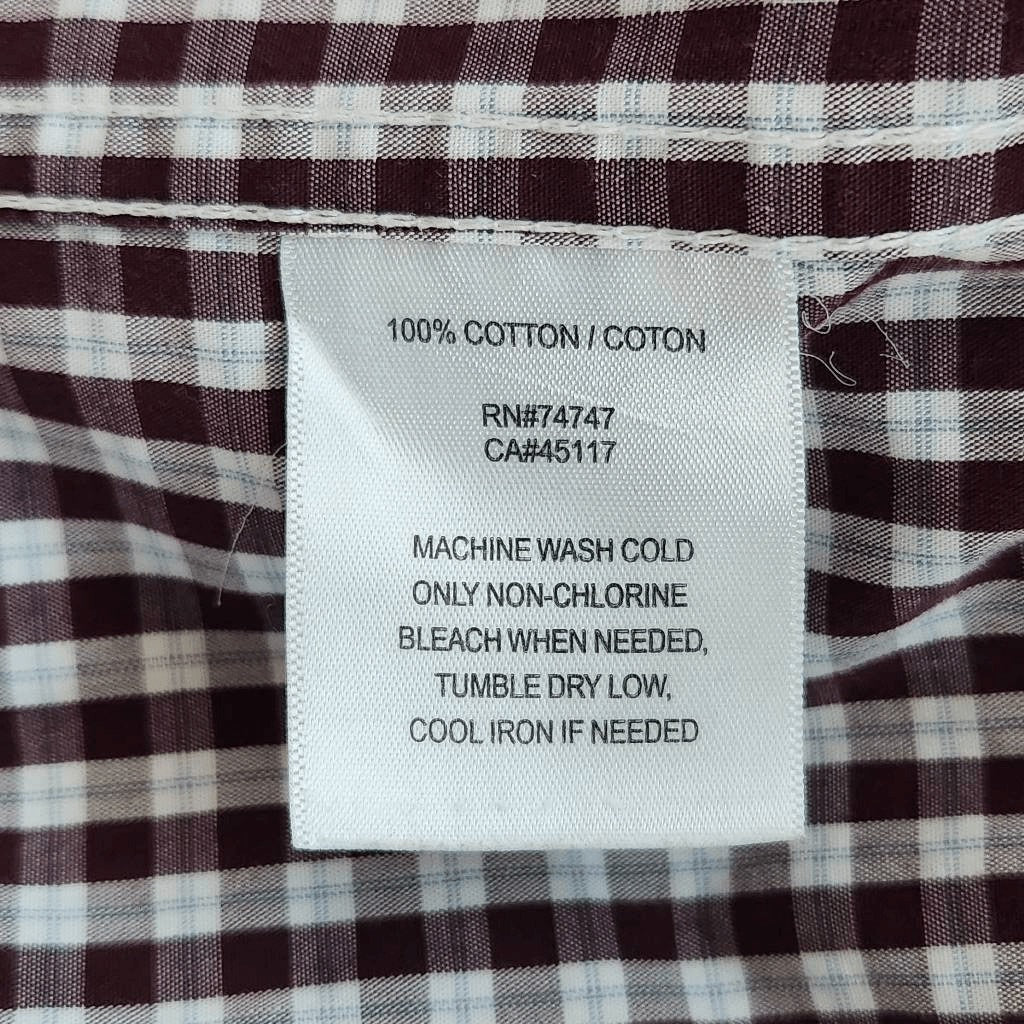 100% COTTON / COTON
RN#74747
CA#45117
MACHINE WASH COLD
ONLY NON-CHLORINE
BLEACH WHEN NEEDED,
TUMBLE DRY LOW,
COOL IRON IF NEEDED